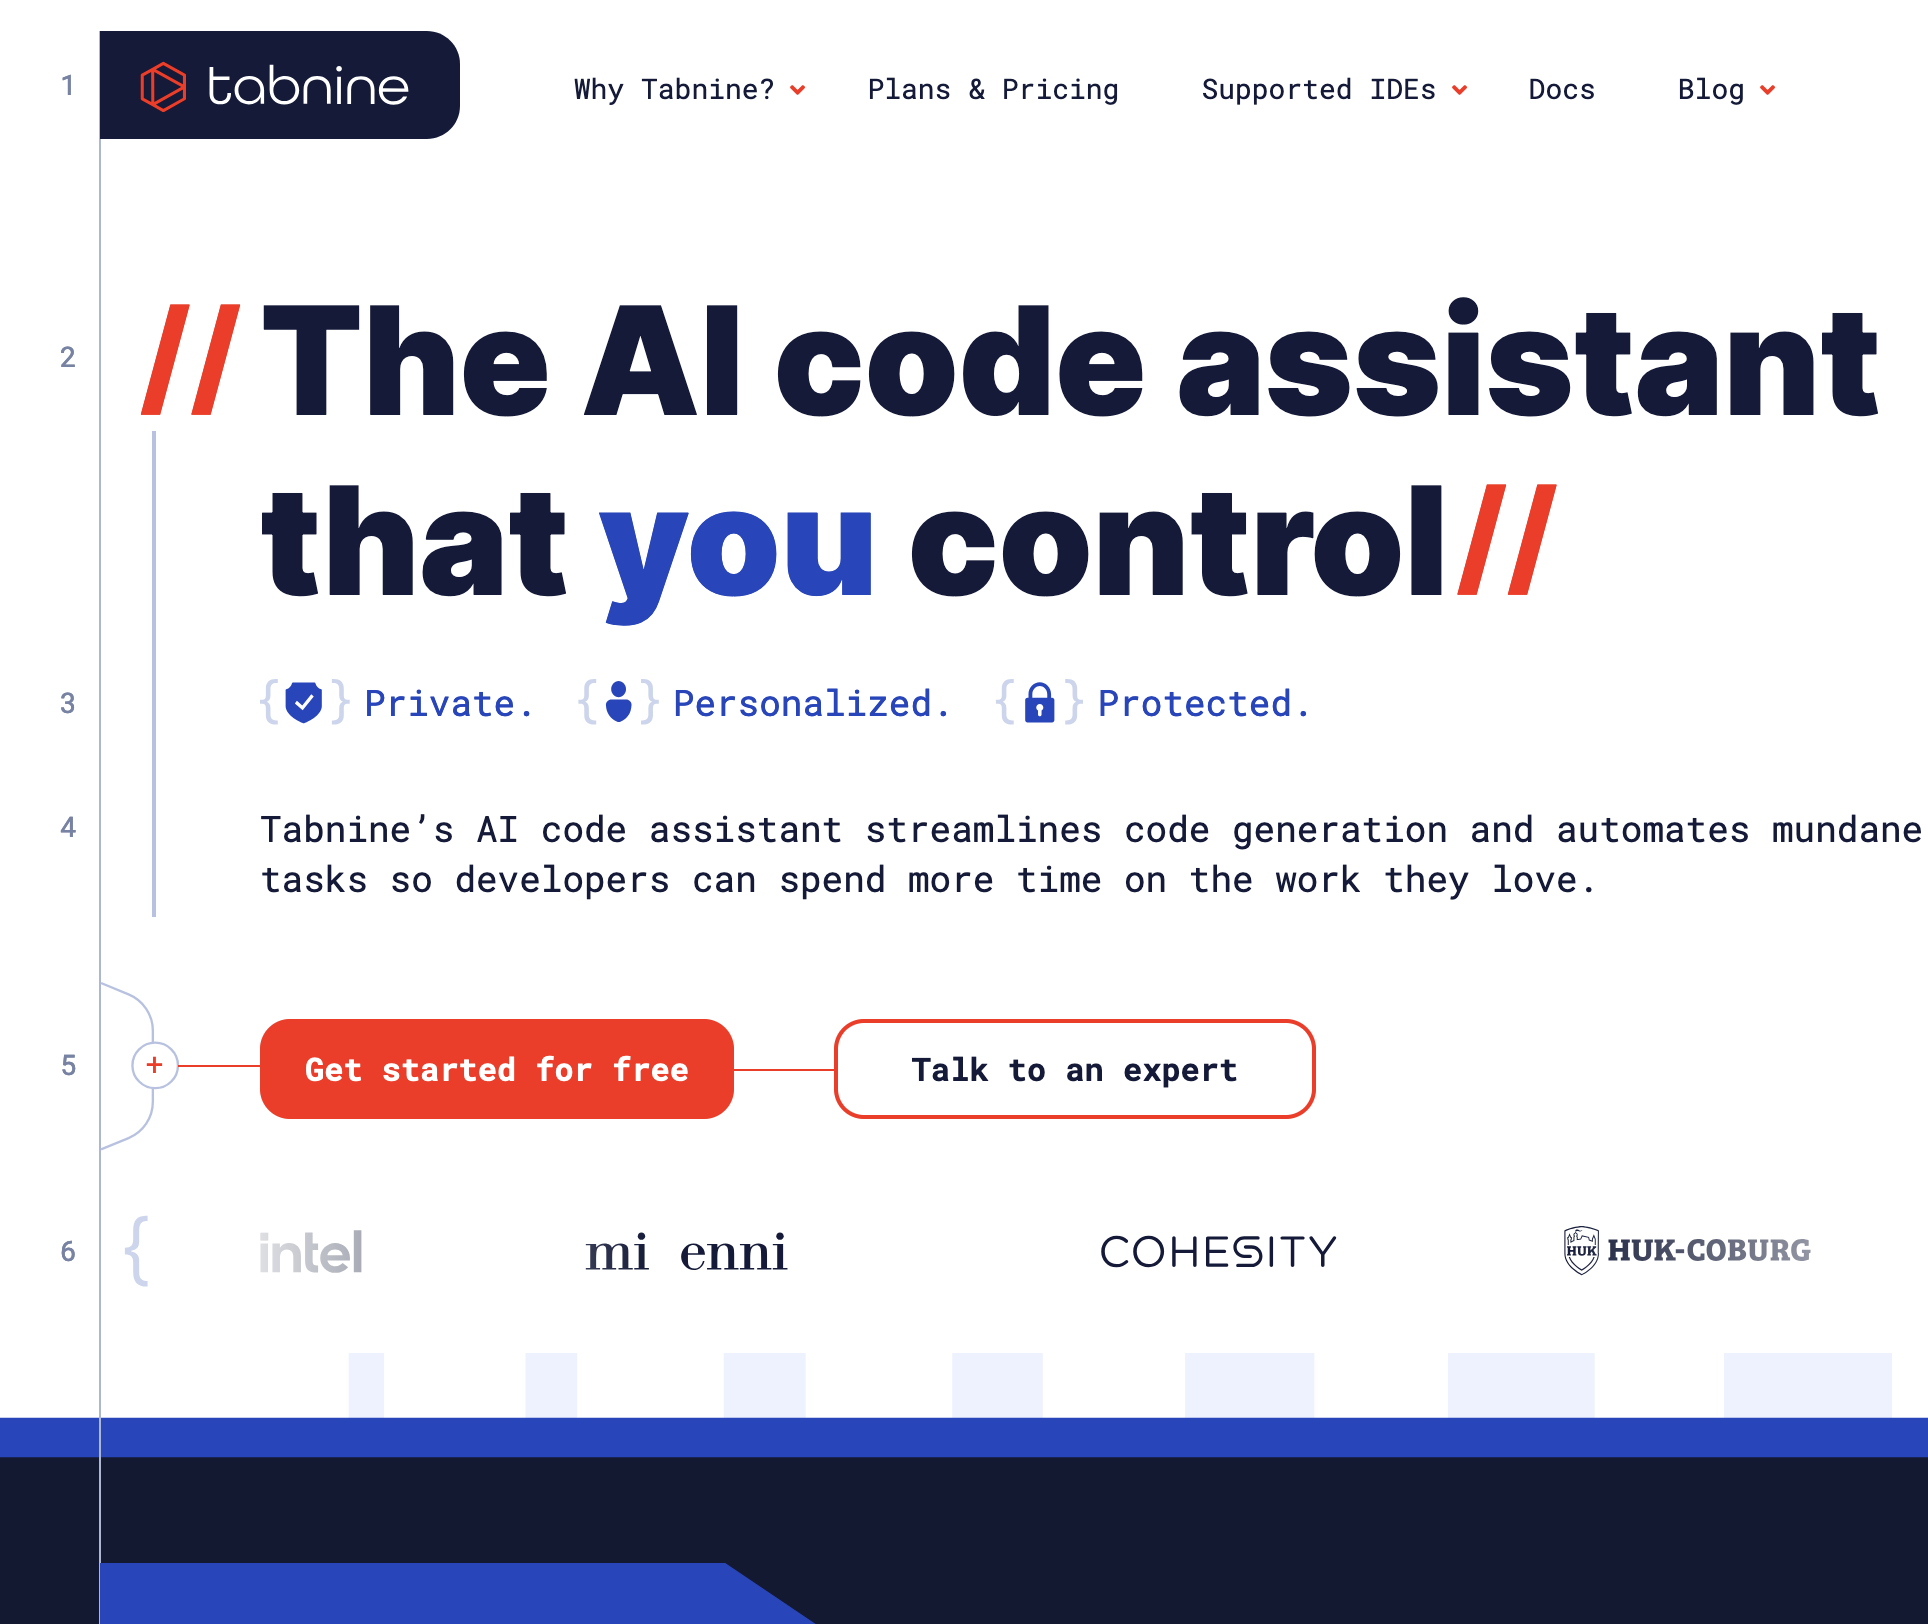 1
tabnine
Why Tabnine?
Plans & Pricing
Supported IDEs
Docs
Blog
2
//The AI code assistant
that you control//
3
{ } Private. { } Personalized. { } Protected.
4
Tabnine’s AI code assistant streamlines code generation and automates mundane
tasks so developers can spend more time on the work they love.
5
+
Get started for free
Talk to an expert
6
{
intel
mi enni
COHESITY
HUK
HUK-COBURG